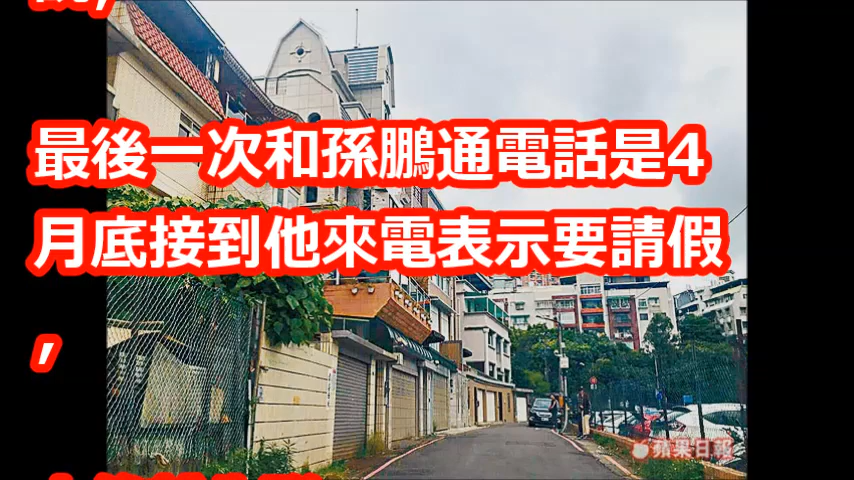 最後一次和孫鵬通電話是4
月底接到他來電表示要請假
,
蘋果日報